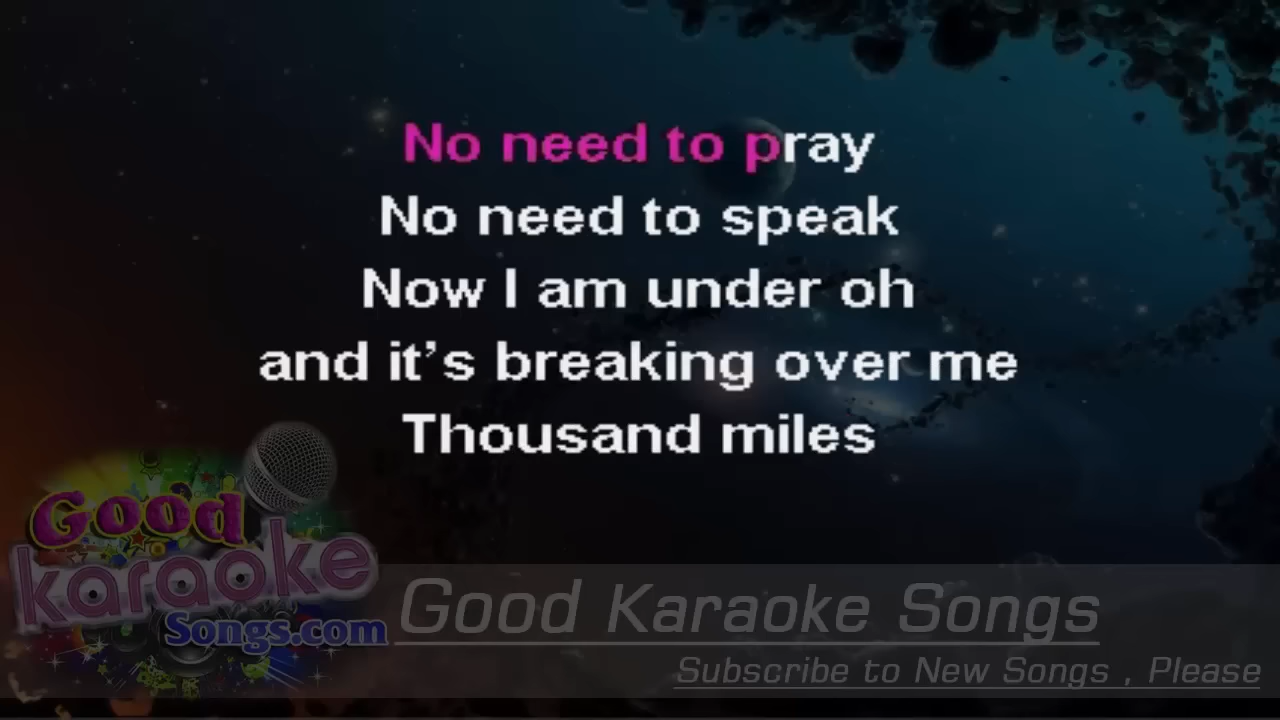 No need to pray
No need to speak
Now I am under oh
and it’s breaking over me
Thousand miles
Good
karaoke
Songs.com
Good Karaoke Songs
Subscribe to New Songs , Please